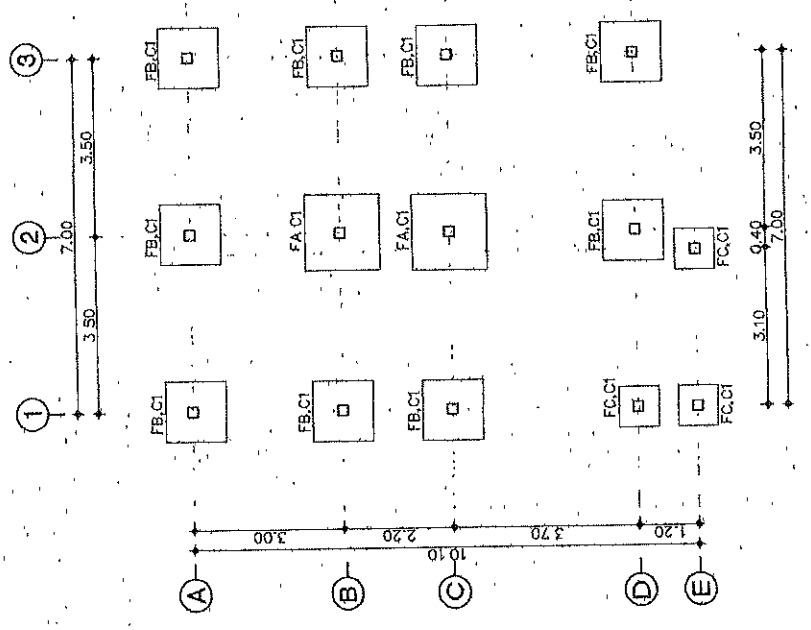 1
2
3
7.00
3.50
3.50
FB,C1
FB,C1
FB,C1
A
3.00
FB,C1
FA,C1
FB,C1
B
2.20
FB,C1
FA,C1
FB,C1
C
10.10
3.70
FC,C1
FB,C1
FB,C1
D
1.20
E
FC,C1
FC,C1
3.10
0.40
3.50
7.00